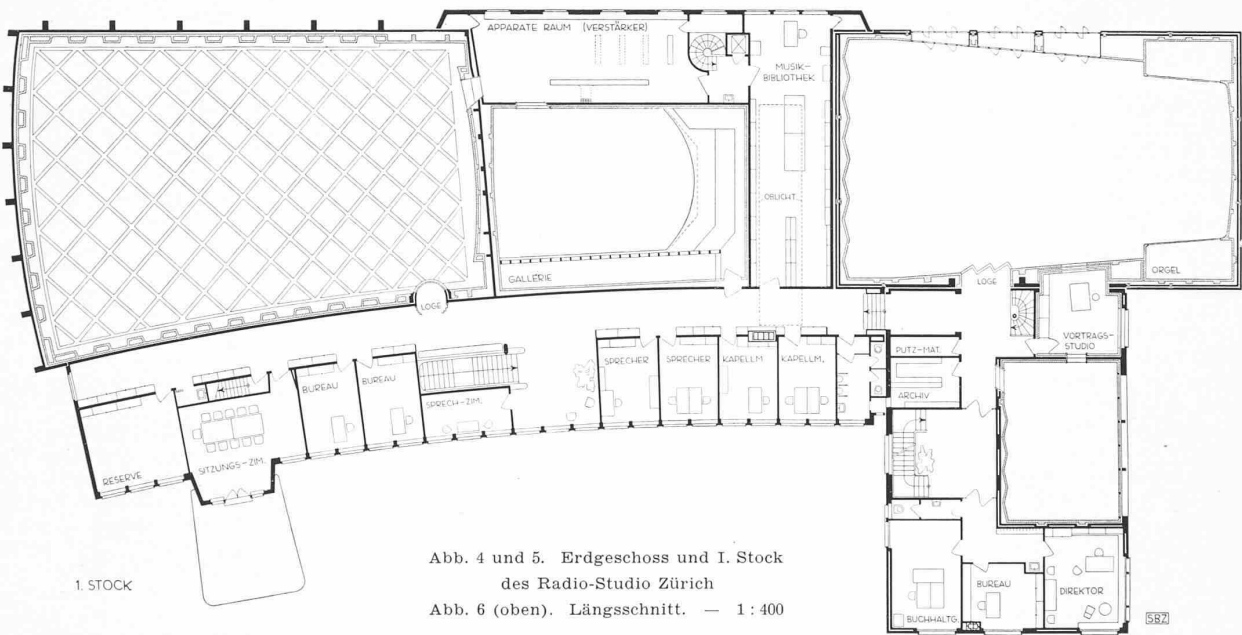 APPARATE RAUM (VERSTÄRKER)
MUSIK-
BIBLIOTHEK
OBLICHT.
GALLERIE
ORGEL
LOGE
LOGE
VORTRAGS-
STUDIO
PUTZ-MAT.
ARCHIV
SPRECHER
SPRECHER
KAPELLM
KAPELLM,
BUREAU
BUREAU
SPRECH-ZIM.
RESERVE
SITZUNGS-ZIM.
BUCHHALTG.
BUREAU
DIREKTOR
1. STOCK
Abb. 4 und 5. Erdgeschoss und I. Stock
des Radio-Studio Zürich
Abb. 6 (oben). Längsschnitt. — 1 : 400
SBZ